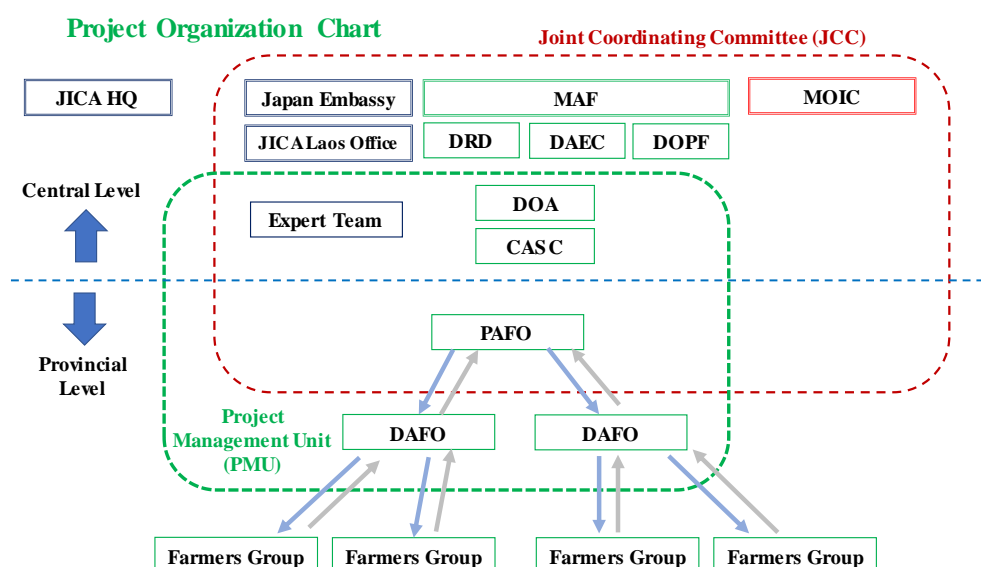 Project Organization Chart
Joint Coordinating Committee (JCC)
JICA HQ
Japan Embassy
MAF
MOIC
JICA Laos Office
DRD
DAEC
DOPF
Central Level
DOA
Expert Team
CASC
PAFO
Provincial
Level
Project
Management Unit
(PMU)
DAFO
DAFO
Farmers Group
Farmers Group
Farmers Group
Farmers Group